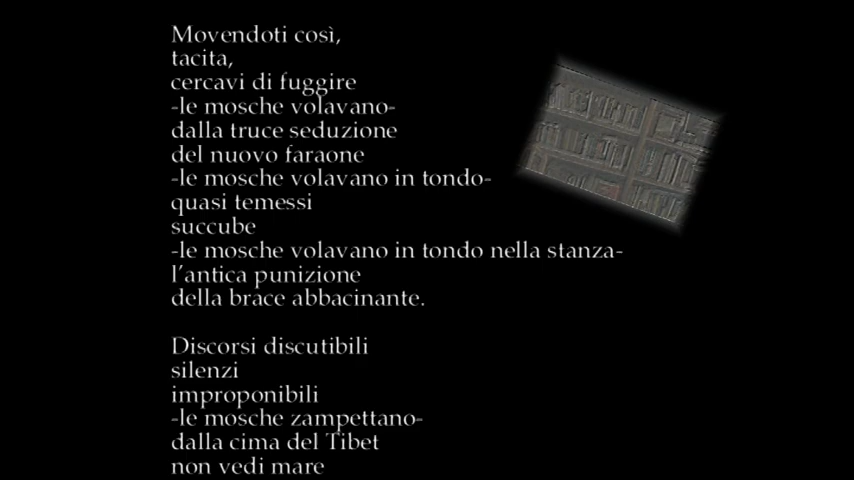 Movendoti così,
tacita,
cercavi di fuggire
-le mosche volavano-
dalla truce seduzione
del nuovo faraone
-le mosche volavano in tondo-
quasi temessi
succube
-le mosche volavano in tondo nella stanza-
l'antica punizione
della brace abbacinante.
Discorsi discutibili
silenzi
improponibili
-le mosche zampettano-
dalla cima del Tibet
non vedi mare